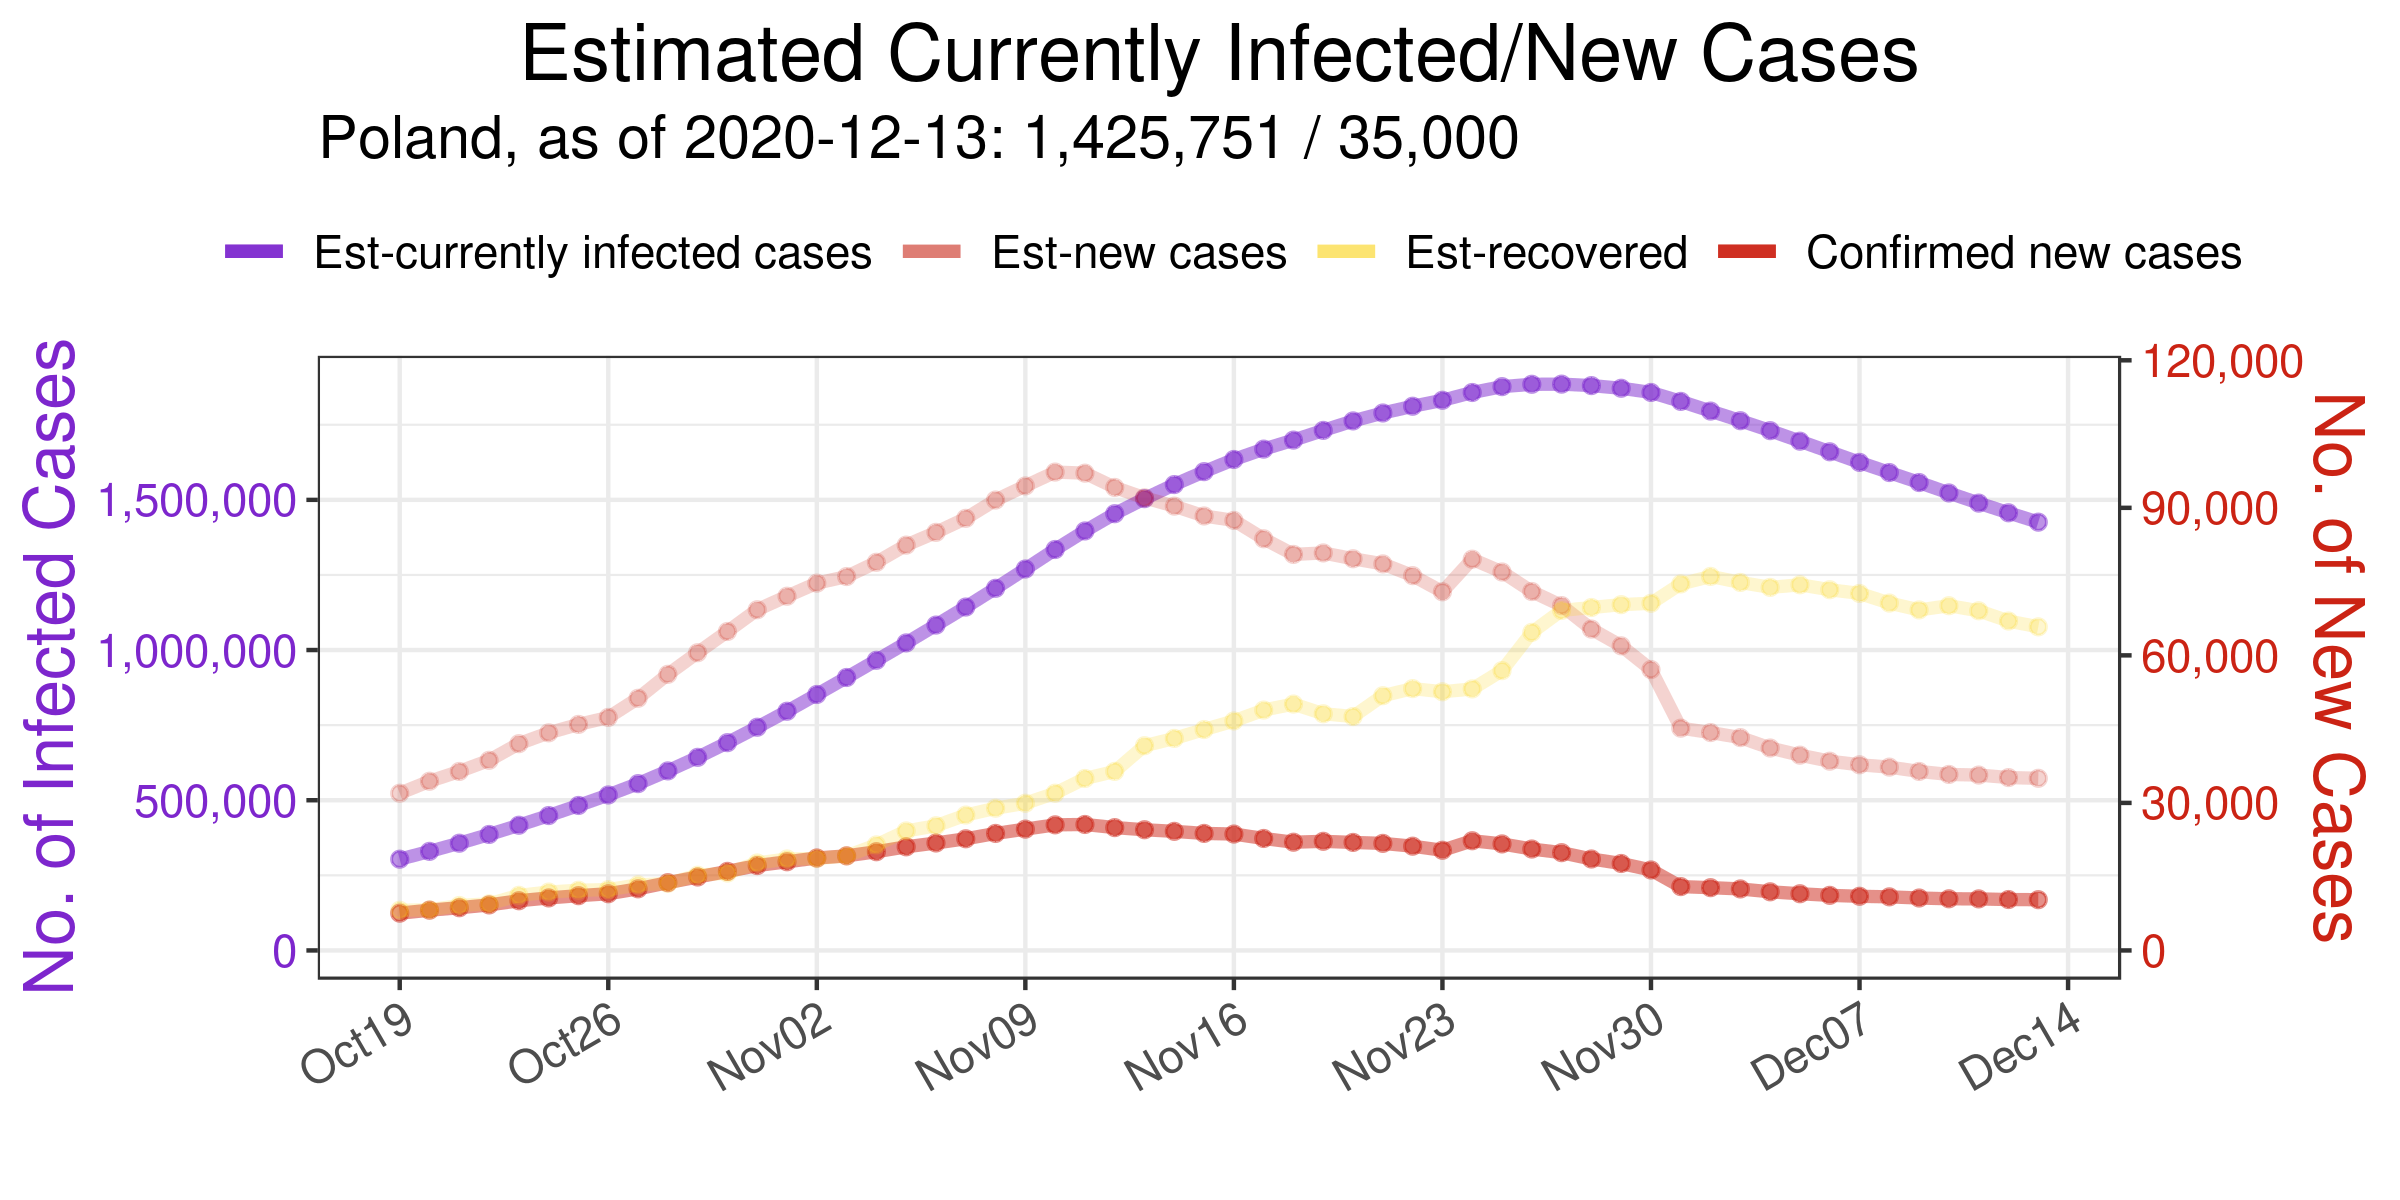 Estimated Currently Infected/New Cases
Poland, as of 2020-12-13: 1,425,751 / 35,000
Est-currently infected cases Est-new cases Est-recovered Confirmed new cases
No. of Infected Cases
1,500,000
1,000,000
500,000
0
120,000
90,000
60,000
30,000
0
No. of New Cases
Oct19 Oct26 Nov02 Nov09 Nov16 Nov23 Nov30 Dec07 Dec14